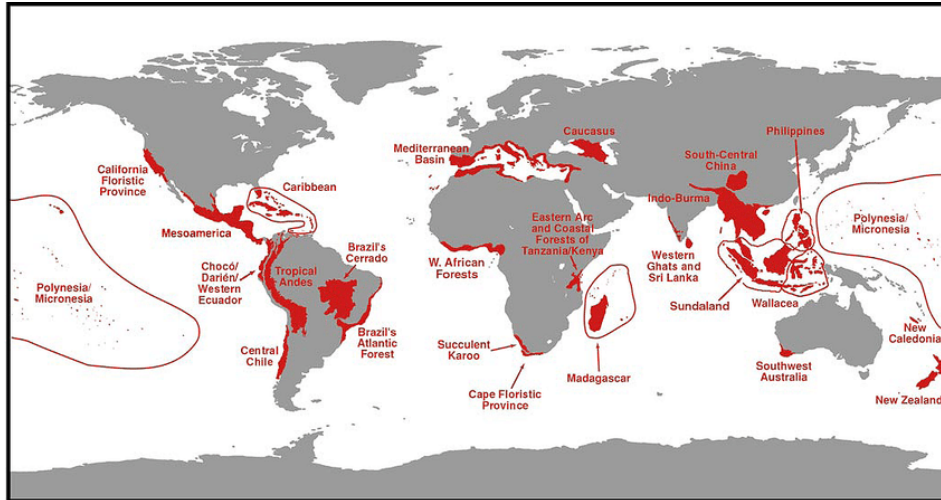 California
Floristic
Province
Caribbean
Mesoamerica
Polynesia/
Micronesia
Chocó/
Darién/
Western
Ecuador
Tropical
Andes
Brazil's
Cerrado
Central
Chile
Brazil's
Atlantic
Forest
Mediterranean
Basin
Caucasus
W. African
Forests
Eastern Arc
and Coastal
Forests of
Tanzania/Kenya
Succulent
Karoo
Cape Floristic
Province
Madagascar
South-Central
China
Indo-Burma
Philippines
Western
Ghats and
Sri Lanka
Sundaland
Wallacea
Polynesia/
Micronesia
Southwest
Australia
New
Caledonia
New Zealand